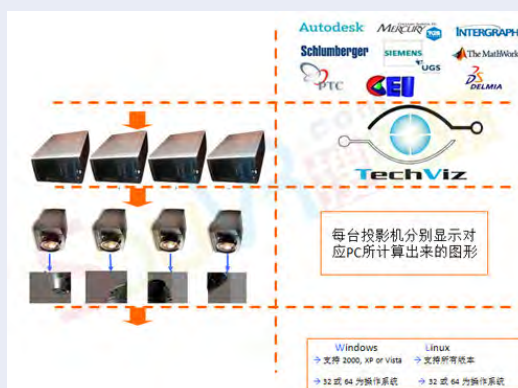 Autodesk
MERCURY
TGS
INTERGRAPH
Schlumberger
SIEMENS
UGS
The MathWork
PTC
CEI
DELMIA
TechViz
每台投影机分别显示对
应PC所计算出来的图形
Windows Linux
→ 支持 2000, XP or Vista → 支持所有版本
→ 32 或 64 为操作系统 → 32 或 64 为操作系统